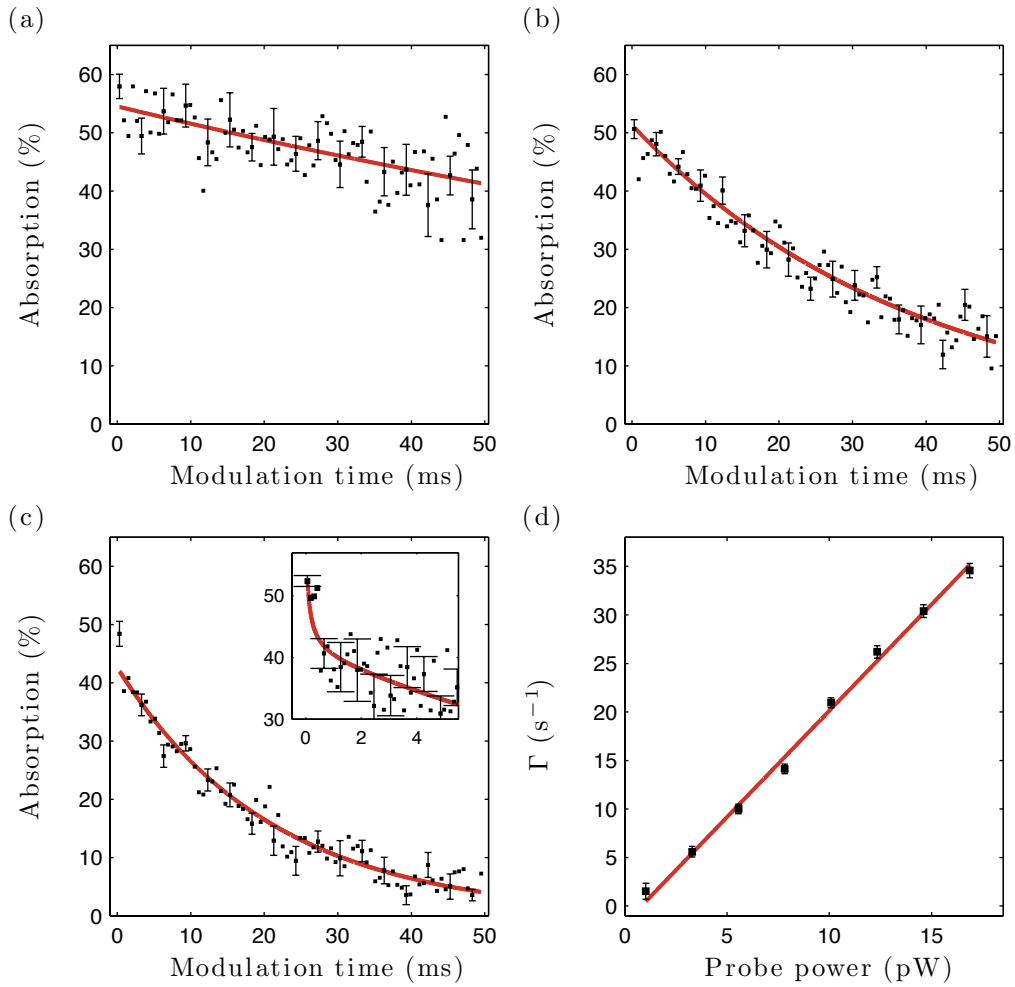 (a)
Absorption (%)
60
50
40
30
20
10
0
0 10 20 30 40 50
Modulation time (ms)
(b)
Absorption (%)
60
50
40
30
20
10
0
0 10 20 30 40 50
Modulation time (ms)
(c)
Absorption (%)
60
50
40
30
20
10
0
0 10 20 30 40 50
Modulation time (ms)
50
40
30
0 2 4
(d)
Γ (s⁻¹)
35
30
25
20
15
10
5
0
0 5 10 15
Probe power (pW)